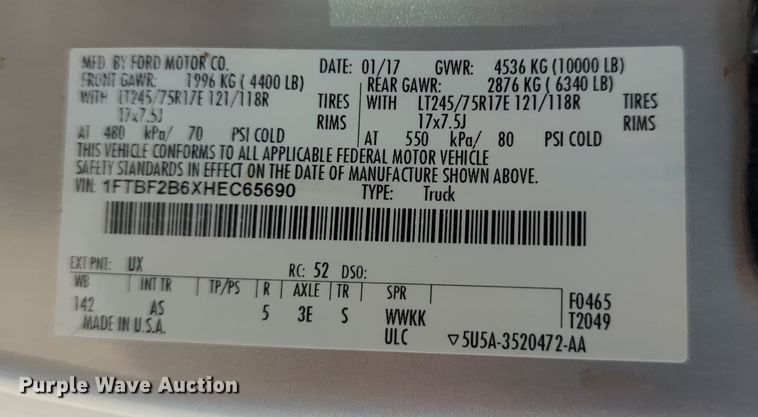 MFD. BY FORD MOTOR CO. DATE: 01/17 GVWR: 4536 KG (10000 LB)
FRONT GAWR: 1996 KG (4400 LB) REAR GAWR: 2876 KG (6340 LB)
WITH LT245/75R17E 121/118R TIRES WITH LT245/75R17E 121/118R TIRES
17x7.5J RIMS 17x7.5J RIMS
AT 480 kPa/ 70 PSI COLD AT 550 kPa/ 80 PSI COLD
THIS VEHICLE CONFORMS TO ALL APPLICABLE FEDERAL MOTOR VEHICLE
SAFETY STANDARDS IN EFFECT ON THE DATE OF MANUFACTURE SHOWN ABOVE.
VIN: 1FTBF2B6XHEC65690 TYPE: Truck
EXT PNT: UX RC: 52 DSO:
WB INT TR TP/PS R AXLE TR SPR
142 AS 5 3E S WWKK F0465
MADE IN U.S.A. ULC T2049
▽5U5A-3520472-AA
Purple Wave Auction